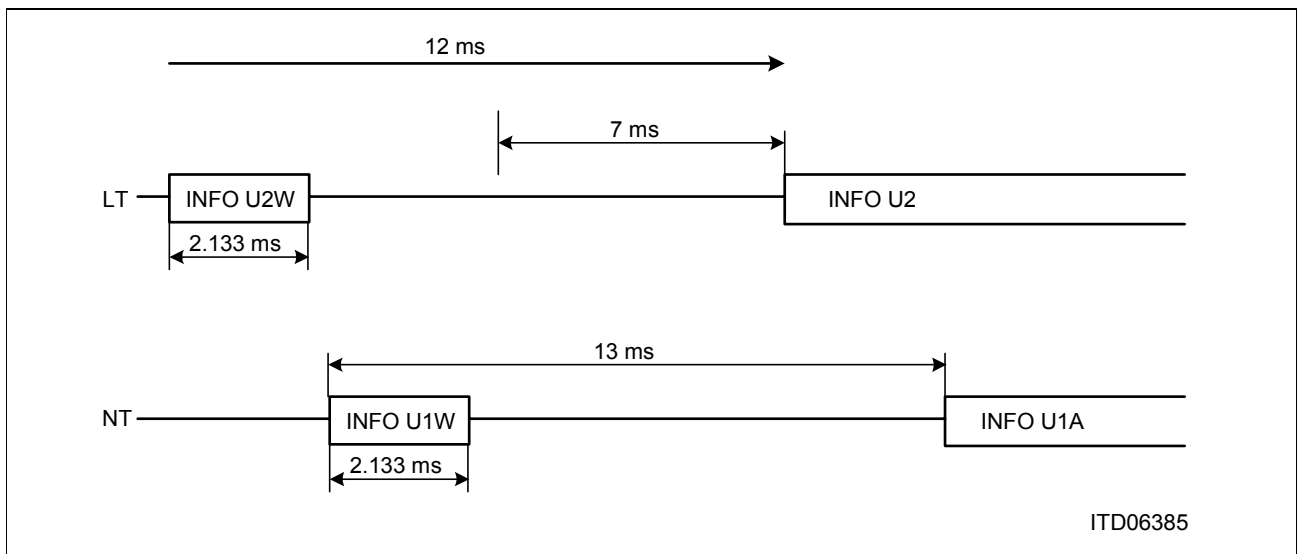 12 ms
7 ms
LT
INFO U2W
INFO U2
2.133 ms
13 ms
NT
INFO U1W
INFO U1A
2.133 ms
ITD06385